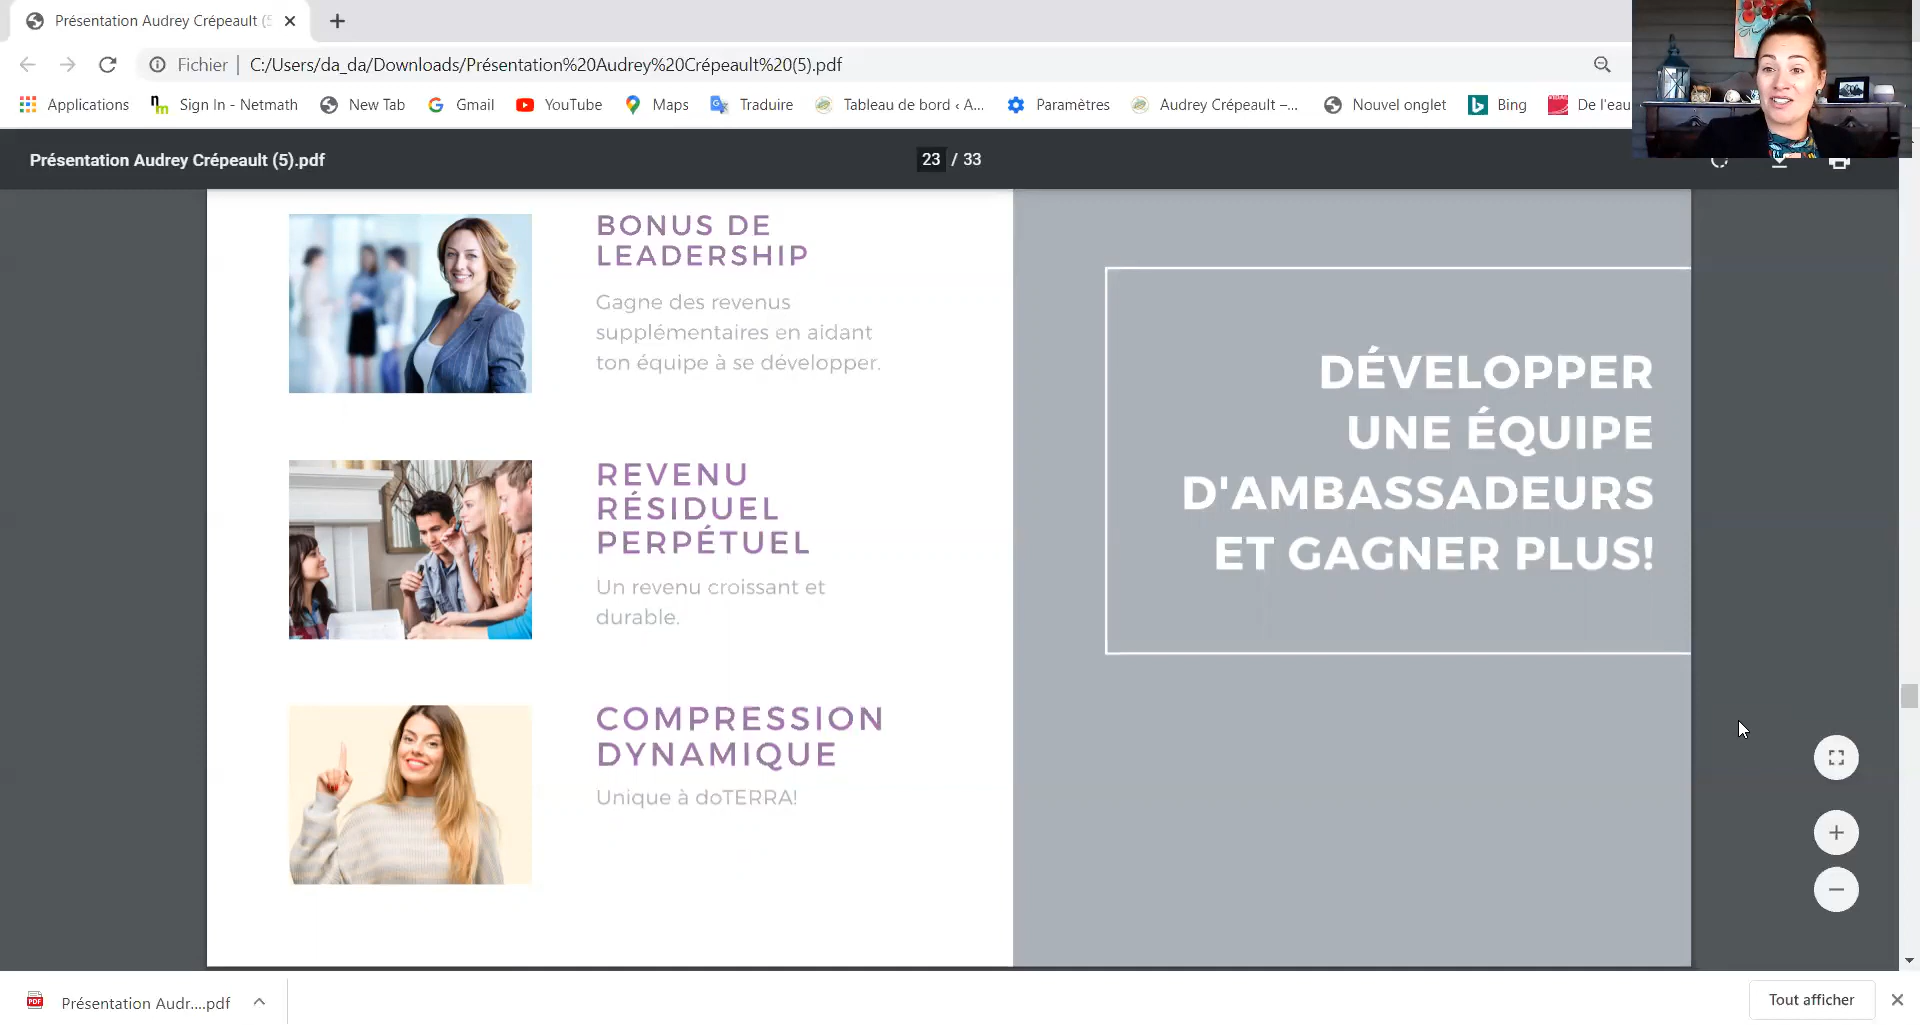 Présentation Audrey Crépeault (5
Fichier
C:/Users/da_da/Downloads/Présentation%20Audrey%20Crépeault%20(5).pdf
Applications
Sign In - Netmath
New Tab
Gmail
YouTube
Maps
Traduire
Tableau de bord ‹ A...
Paramètres
Audrey Crépeault –...
Nouvel onglet
Bing
De l'eau
Présentation Audrey Crépeault (5).pdf
23 / 33
BONUS DE
LEADERSHIP
Gagne des revenus
supplémentaires en aidant
ton équipe à se développer.
REVENU
RÉSIDUEL
PERPÉTUEL
Un revenu croissant et
durable.
COMPRESSION
DYNAMIQUE
Unique à doTERRA!
DÉVELOPPER
UNE ÉQUIPE
D'AMBASSADEURS
ET GAGNER PLUS!
Présentation Audr....pdf
Tout afficher